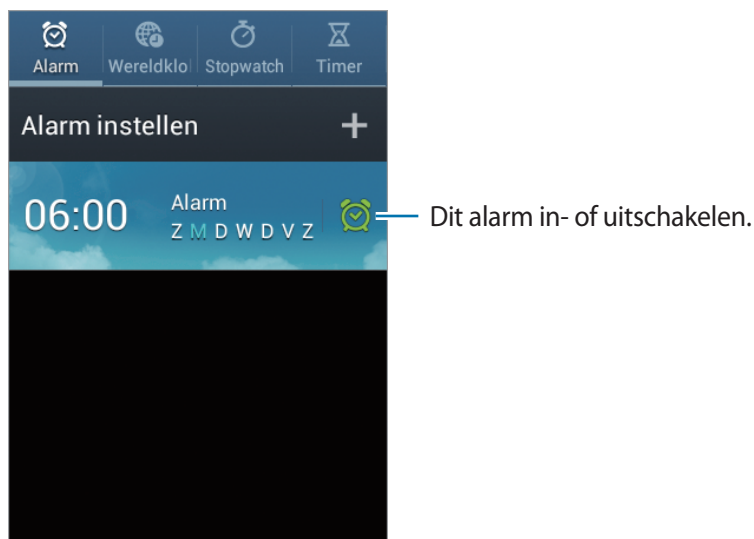 Alarm Wereldklo Stopwatch Timer
Alarm instellen
06:00
Alarm
Z M D W D V Z
Dit alarm in- of uitschakelen.